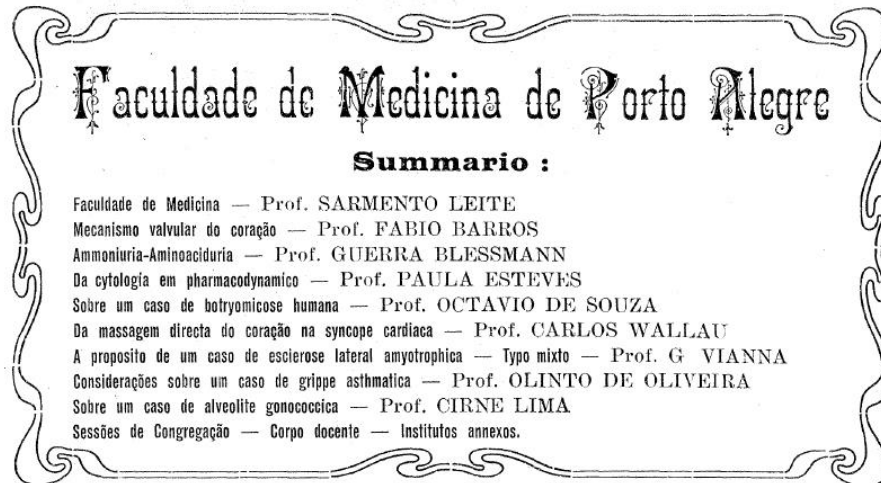 Faculdade de Medicina de Porto Alegre
Summario :
Faculdade de Medicina — Prof. SARMENTO LEITE
Mecanismo valvular do coração — Prof. FABIO BARROS
Ammoniuria-Aminoaciduria — Prof. GUERRA BLESSMANN
Da cytologia em pharmacodynamico — Prof. PAULA ESTEVES
Sobre um caso de botryomicose humana — Prof. OCTAVIO DE SOUZA
Da massagem directa do coração na syncope cardiaca — Prof. CARLOS WALLAU
A proposito de um caso de escierose lateral amyotrophica — Typo mixto — Prof. G VIANNA
Considerações sobre um caso de grippe asthmatica — Prof. OLINTO DE OLIVEIRA
Sobre um caso de alveolite gonococcica — Prof. CIRNE LIMA
Sessões de Congregação — Corpo docente — Institutos annexos.